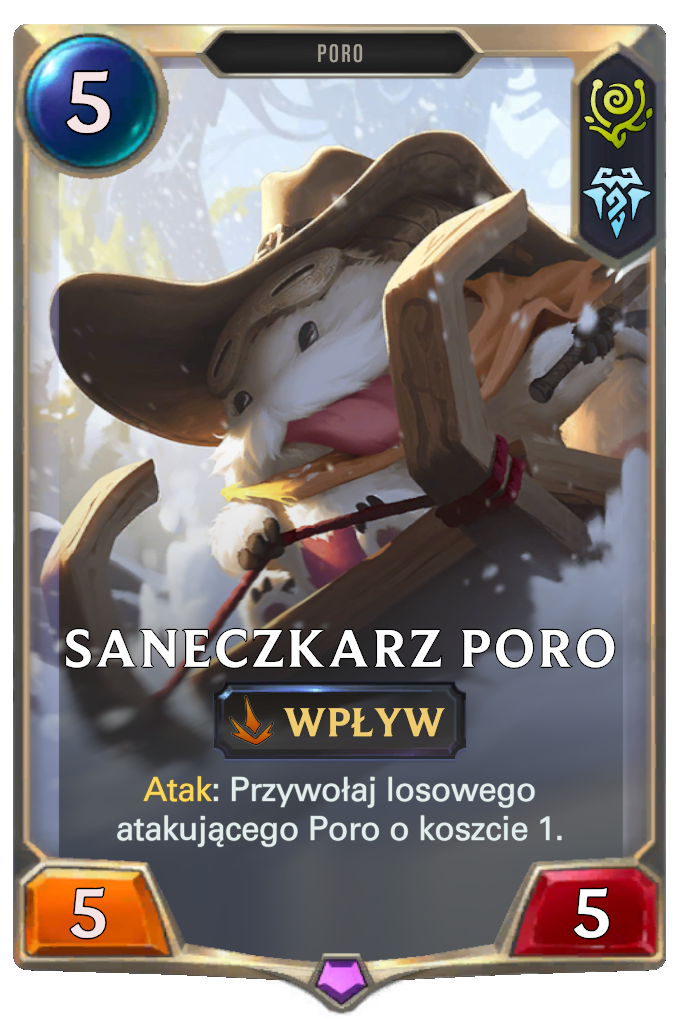 PORO
5
SANECZKARZ PORO
WPŁYW
Atak: Przywołaj losowego
atakującego Poro o koszcie 1.
5
5